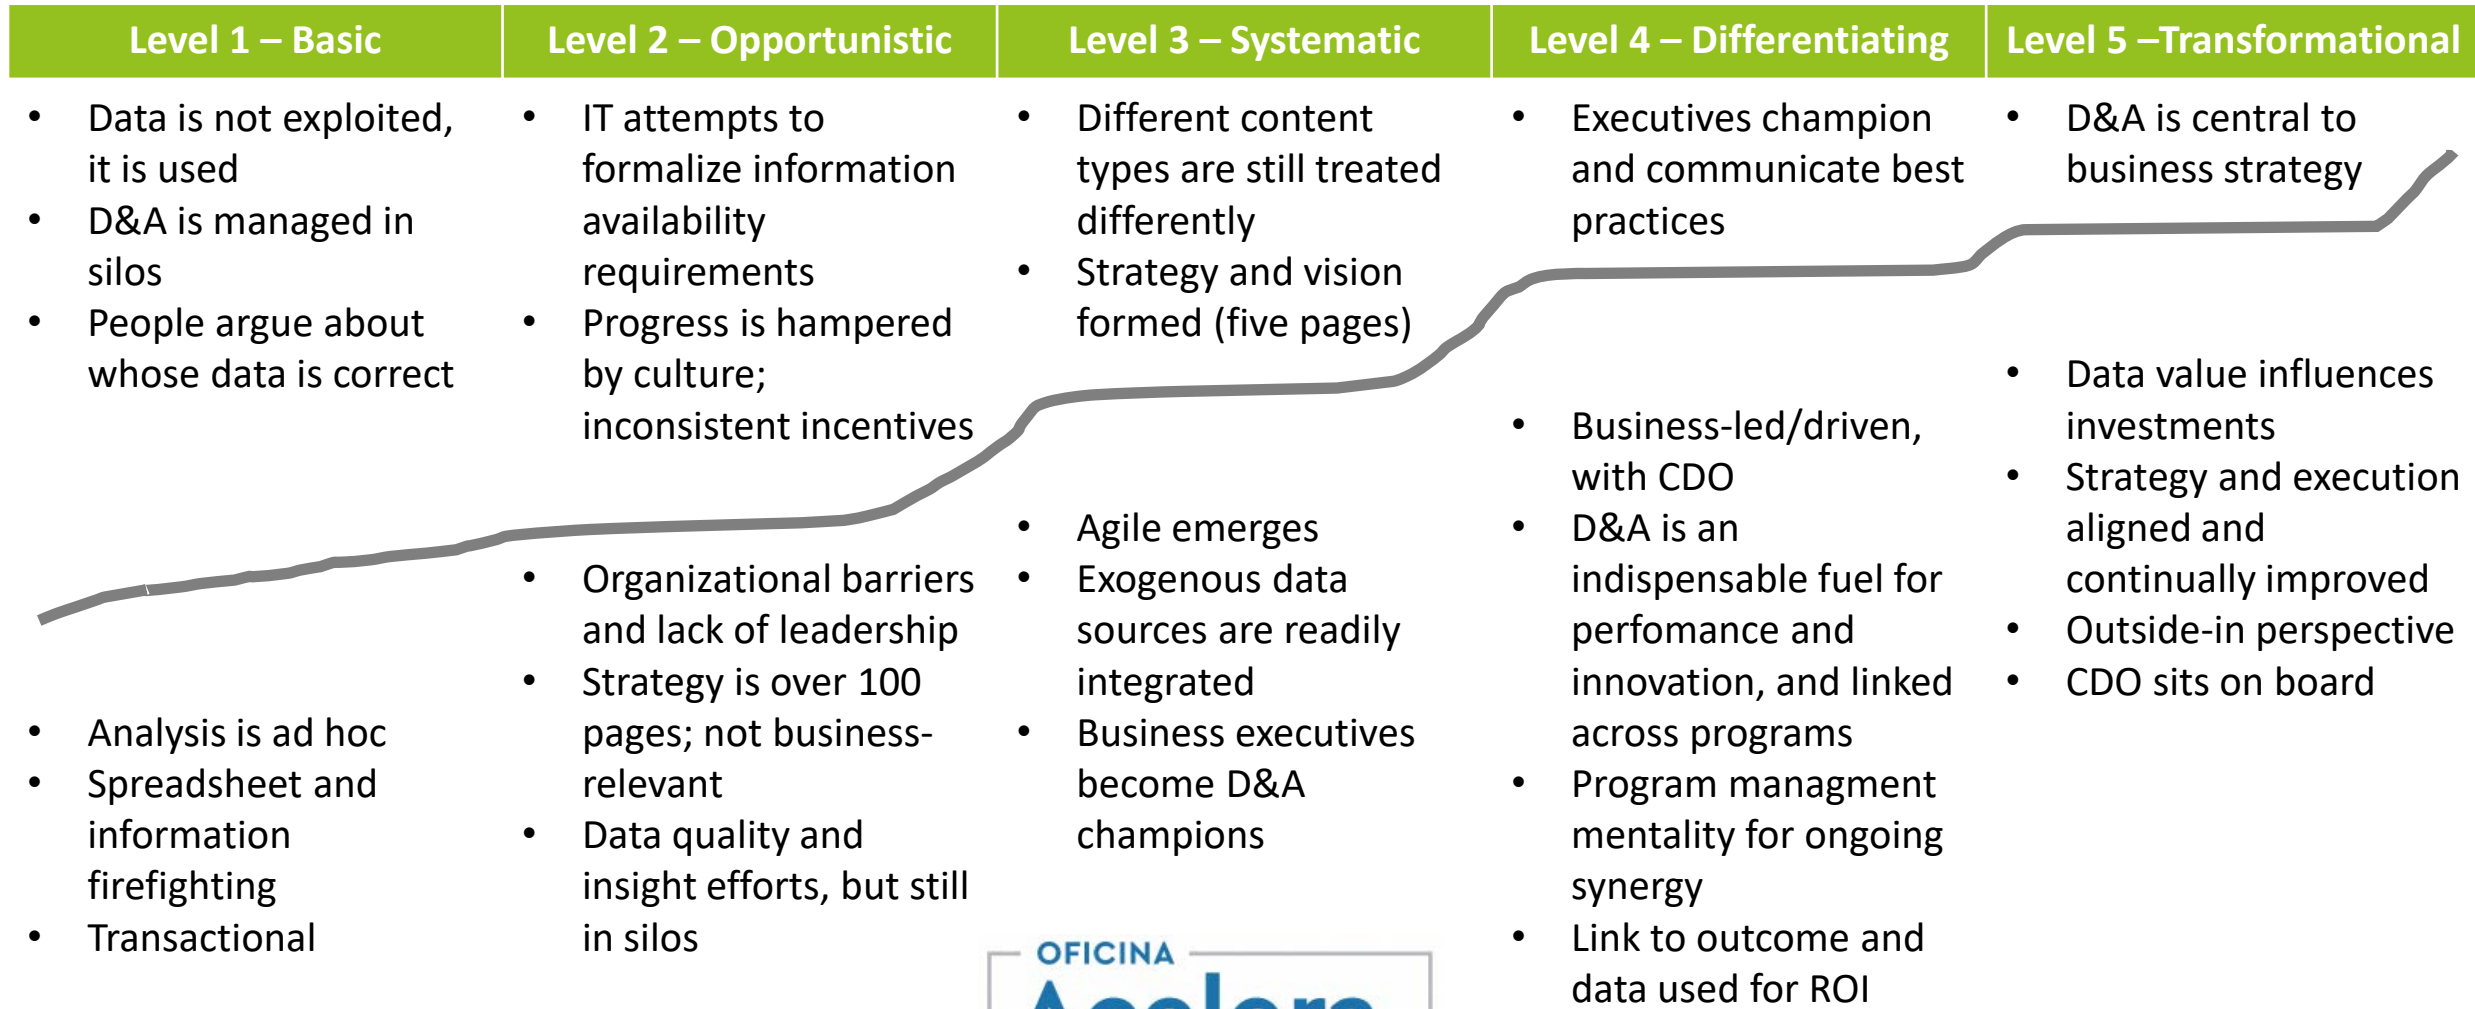 Level 1 – Basic
• Data is not exploited,
it is used
• D&A is managed in
silos
• People argue about
whose data is correct
• Analysis is ad hoc
• Spreadsheet and
information
firefighting
• Transactional
Level 2 – Opportunistic
• IT attempts to
formalize information
availability
requirements
• Progress is hampered
by culture;
inconsistent incentives
• Organizational barriers
and lack of leadership
• Strategy is over 100
pages; not business-
relevant
• Data quality and
insight efforts, but still
in silos
Level 3 – Systematic
• Different content
types are still treated
differently
• Strategy and vision
formed (five pages)
• Agile emerges
• Exogenous data
sources are readily
integrated
• Business executives
become D&A
champions
Level 4 – Differentiating
• Executives champion
and communicate best
practices
• Business-led/driven,
with CDO
• D&A is an
indispensable fuel for
perfomance and
innovation, and linked
across programs
• Program managment
mentality for ongoing
synergy
• Link to outcome and
data used for ROI
Level 5 –Transformational
• D&A is central to
business strategy
• Data value influences
investments
• Strategy and execution
aligned and
continually improved
• Outside-in perspective
• CDO sits on board
OFICINA
Acelera